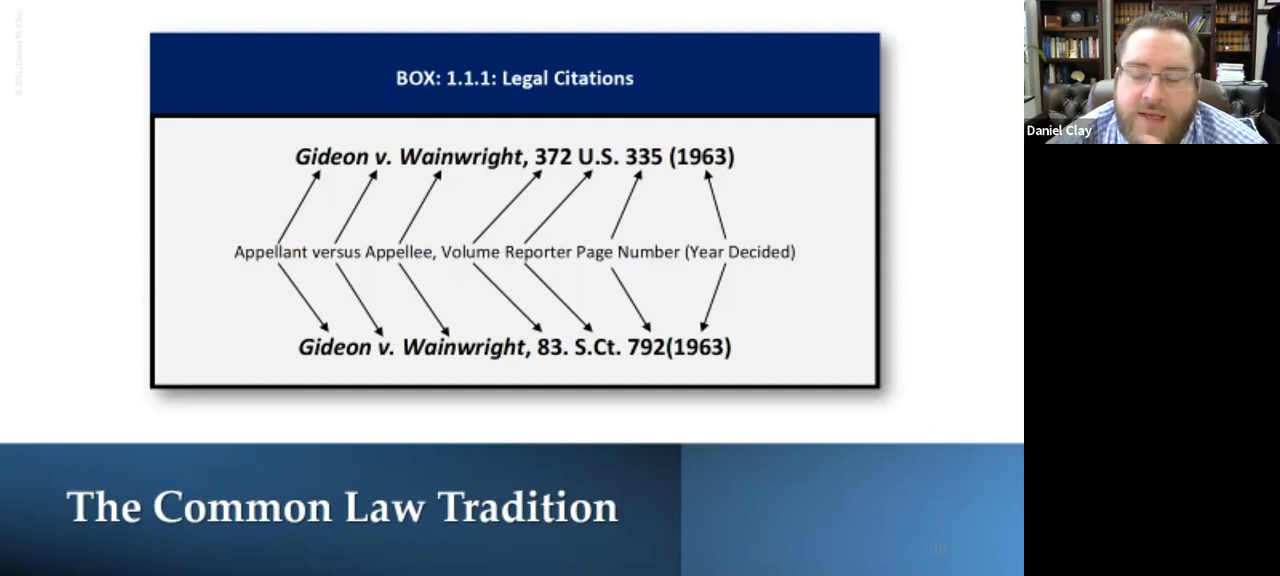 BOX: 1.1.1: Legal Citations
Gideon v. Wainwright, 372 U.S. 335 (1963)
Appellant versus Appellee, Volume Reporter Page Number (Year Decided)
Gideon v. Wainwright, 83. S.Ct. 792(1963)
The Common Law Tradition
Daniel Clay